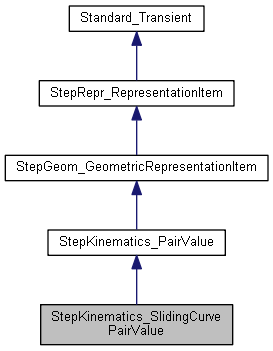 Standard_Transient
StepRepr_RepresentationItem
StepGeom_GeometricRepresentationItem
StepKinematics_PairValue
StepKinematics_SlidingCurve
PairValue